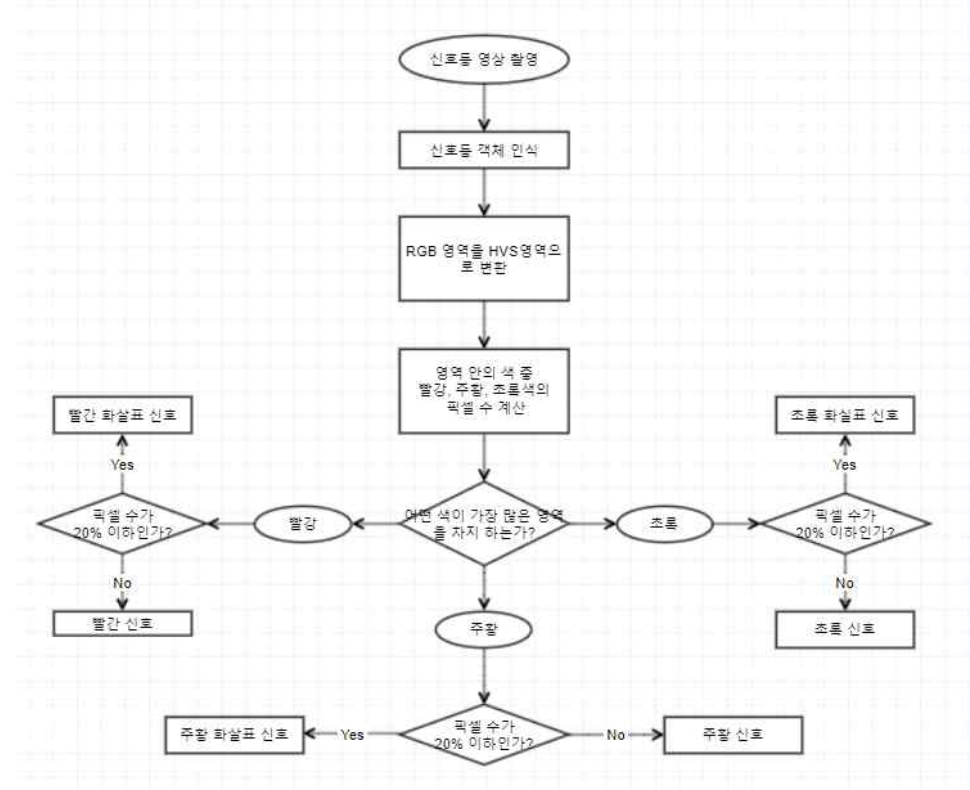 신호등 영상 촬영
신호등 객체 인식
RGB 영역을 HVS영역으
로 변환
영역 안의 색 중
빨강, 주황, 초록색의
픽셀 수 계산
빨간 화살표 신호
초록 화실표 신호
Yes
Yes
픽셀 수가
20% 이하인가?
빨강
어떤 색이 가장 많은 영역
을 차지 하는가?
초록
픽셀 수가
20% 이하인가?
No
No
빨간 신호
주황
초록 신호
주황 화살표 신호
Yes
픽셀 수가
20% 이하인가?
No
주황 신호